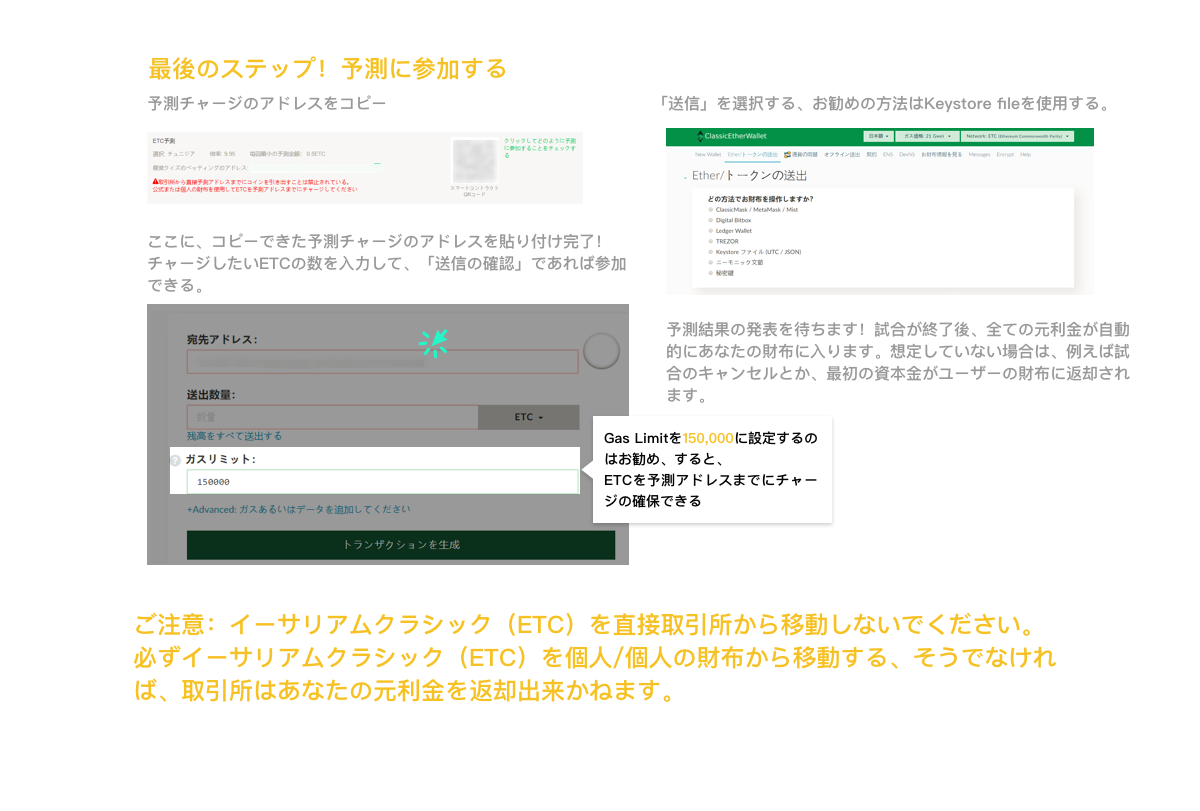 最後のステップ！予測に参加する
予測チャージのアドレスをコピー
ETC予測
選択: チュニジア 倍率: 9.95 毎回最小の予測金額: 0.5ETC
優勝クイズのベッティングのアドレス:
取引所から直接予測アドレスまでにコインを引き出すことは禁止されている。
公式または個人の財布を使用してETCを予測アドレスまでにチャージしてください
クリックしてどのように予測
に参加することをチェックす
る
スマートコントラクト
QRコード
ここに、コピーできた予測チャージのアドレスを貼り付け完了！
チャージしたいETCの数を入力して、「送信の確認」であれば参加
できる。
宛先アドレス:
送出数量:
数量
ETC
残高をすべて送出する
ガスリミット:
150000
+Advanced: ガスあるいはデータを追加してください
トランザクションを生成
Gas Limitを150,000に設定するの
はお勧め、すると、
ETCを予測アドレスまでにチャー
ジの確保できる
「送信」を選択する、お勧めの方法はKeystore fileを使用する。
ClassicEtherWallet
日本語 ガス価格: 21 Gwei Network: ETC (Ethereum Commonwealth Parity)
New Wallet Ether/トークンの送出 通貨の両替 オフライン送出 契約 ENS DevNS お財布情報を見る Messages Encrypt Help
Ether/トークンの送出
どの方法でお財布を操作しますか?
ClassicMask / MetaMask / Mist
Digital Bitbox
Ledger Wallet
TREZOR
Keystore ファイル (UTC / JSON)
ニーモニック文節
秘密鍵
予測結果の発表を待ちます！試合が終了後、全ての元利金が自動
的にあなたの財布に入ります。想定していない場合は、例えば試
合のキャンセルとか、最初の資本金がユーザーの財布に返却され
ます。
ご注意：イーサリアムクラシック（ETC）を直接取引所から移動しないでください。
必ずイーサリアムクラシック（ETC）を個人/個人の財布から移動する、そうでなけれ
ば、取引所はあなたの元利金を返却出来かねます。